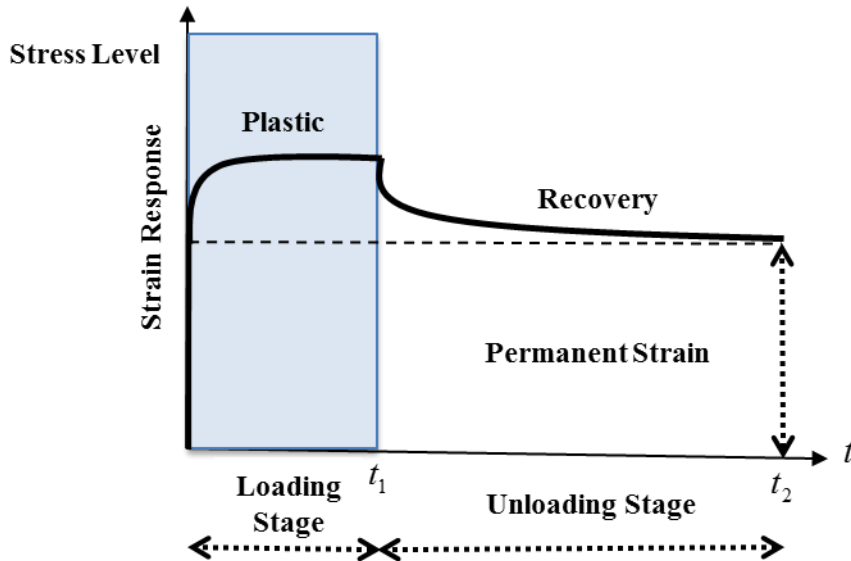 Stress Level
Strain Response
Plastic
Recovery
Permanent Strain
t
t1
t2
Loading
Stage
Unloading Stage